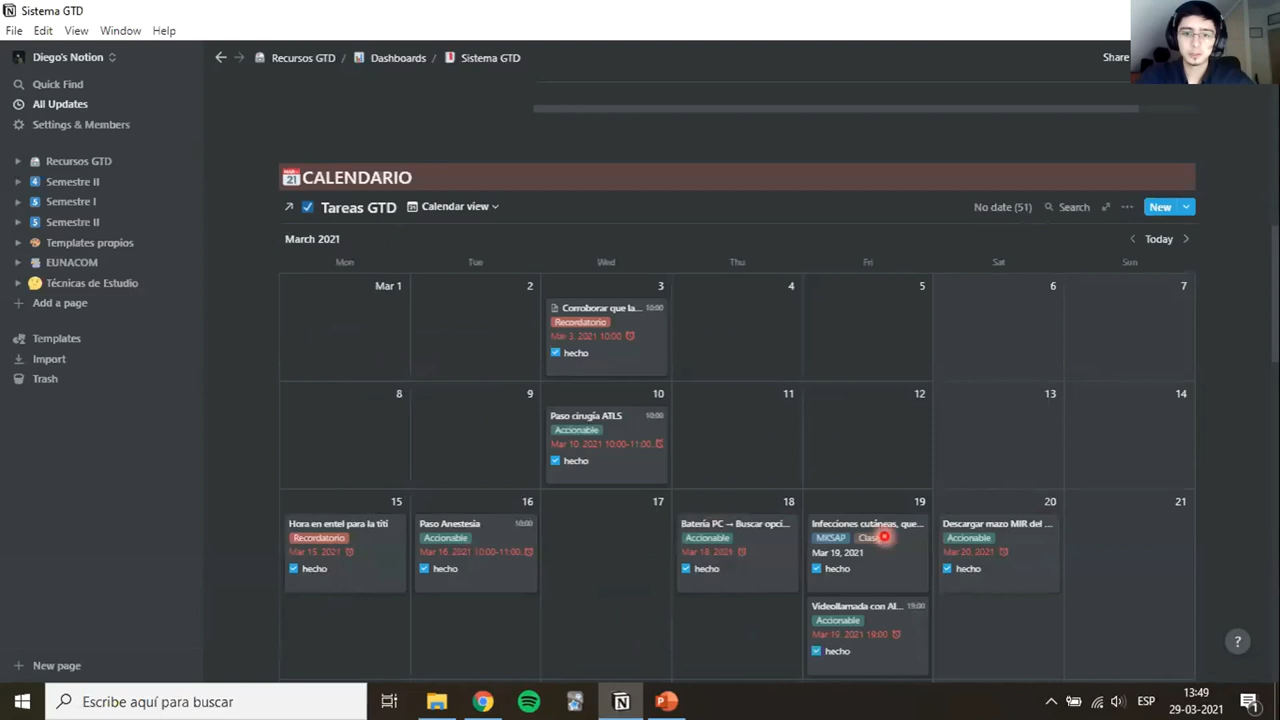 Sistema GTD
File Edit View Window Help
Diego's Notion
Recursos GTD / Dashboards / Sistema GTD
Share
Quick Find
All Updates
Settings & Members
Recursos GTD
4 Semestre II
5 Semestre I
5 Semestre II
Templates propios
EUNACOM
Técnicas de Estudio
Add a page
Templates
Import
Trash
New page
MAR 21 CALENDARIO
Tareas GTD Calendar view No date (51) Search New
March 2021 Today
Mon Tue Wed Thu Fri Sat Sun
Mar 1 2 3 4 5 6 7
Corroborar que la... 10:00
Recordatorio
Mar 3, 2021 10:00
hecho
8 9 10 11 12 13 14
Paso cirugía ATLS 10:00
Accionable
Mar 10, 2021 10:00-11:00...
hecho
15 16 17 18 19 20 21
Hora en entel para la titi
Recordatorio
Mar 15, 2021
hecho
Paso Anestesia 10:00
Accionable
Mar 16, 2021 10:00-11:00...
hecho
Batería PC → Buscar opci...
Accionable
Mar 18, 2021
hecho
Infecciones cutáneas, que...
MKSAP
Mar 19, 2021
hecho
Videollamada con Al... 19:00
Accionable
Mar 19, 2021 19:00
hecho
Descargar mazo MIR del ...
Accionable
Mar 20, 2021
hecho
?
Escribe aquí para buscar
ESP
13:49
29-03-2021
1